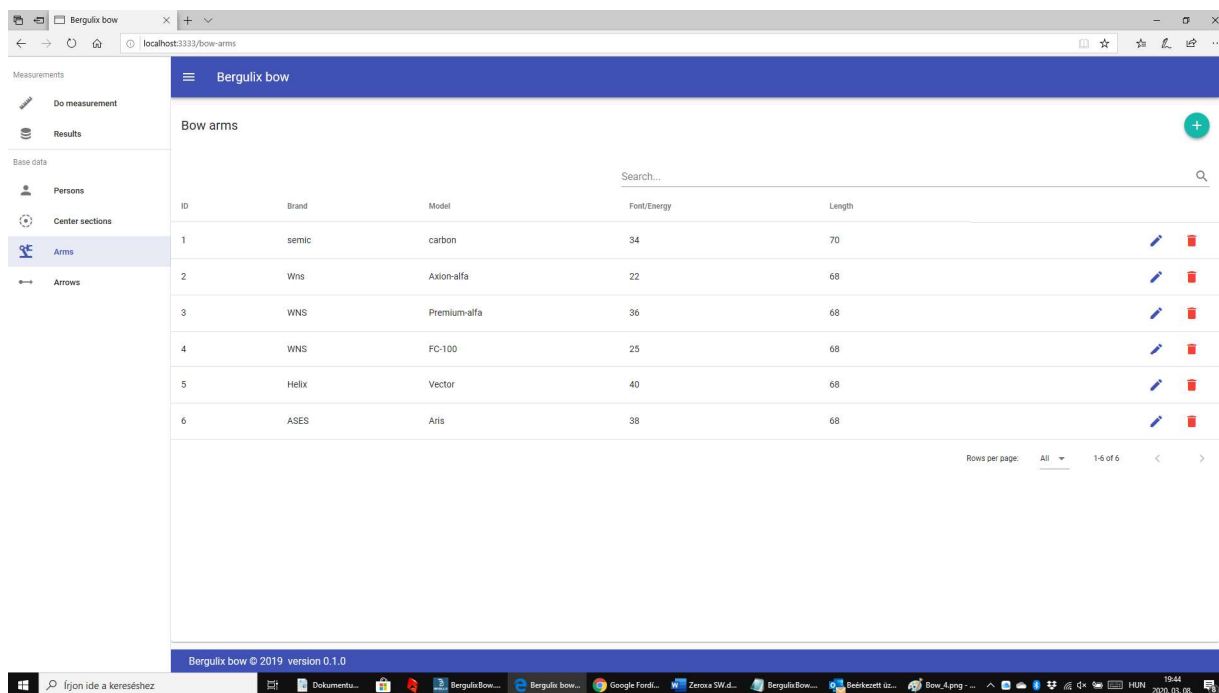 Bergulix bow
localhost:3333/bow-arms
Measurements
Do measurement
Results
Base data
Persons
Center sections
Arms
Arrows
Bergulix bow
Bow arms
Search...
ID Brand Model Font/Energy Length
1 semic carbon 34 70
2 Wns Axion-alfa 22 68
3 WNS Premium-alfa 36 68
4 WNS FC-100 25 68
5 Helix Vector 40 68
6 ASES Aris 38 68
Rows per page: All 1-6 of 6
Bergulix bow © 2019 version 0.1.0
Írjon ide a kereséshez Dokumentu... BergulixBow.... Bergulix bow... Google Fordí... Zeroxa SW.d... BergulixBow.... Beérkezett üz... Bow_4.png - ... HUN 19:44
2020. 03. 08.